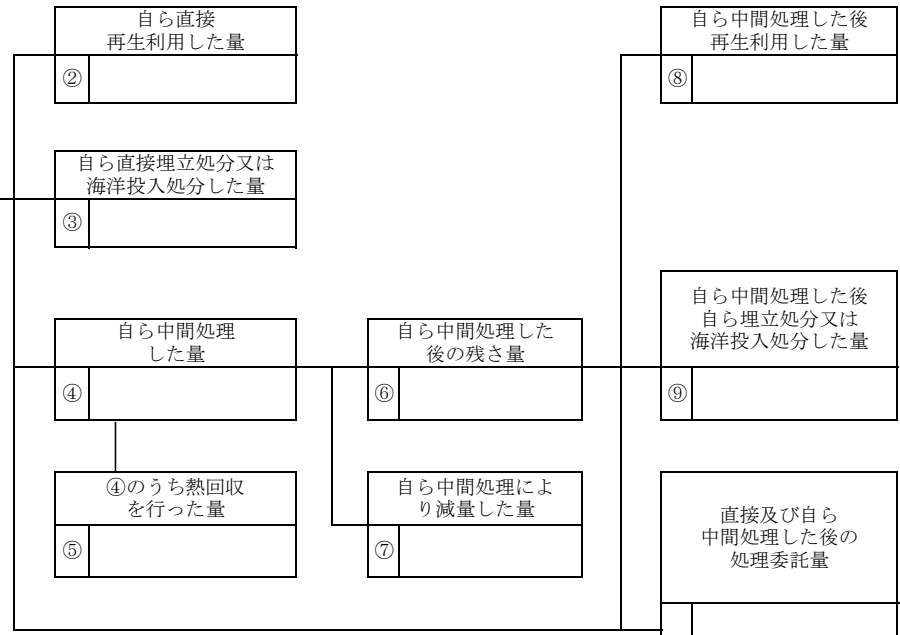 自ら直接
再生利用した量
②
自ら中間処理した後
再生利用した量
⑧
自ら直接埋立処分又は
海洋投入処分した量
③
自ら中間処理
した量
④
自ら中間処理した
後の残さ量
⑥
自ら中間処理した後
自ら埋立処分又は
海洋投入処分した量
⑨
④のうち熱回収
を行った量
⑤
自ら中間処理によ
り減量した量
⑦
直接及び自ら
中間処理した後の
処理委託量